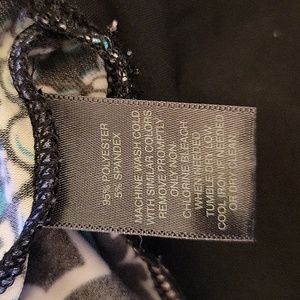 95% POLYESTER
5% SPANDEX
MACHINE WASH COLD
WITH SIMILAR COLORS
REMOVE PROMPTLY
ONLY NON-
CHLORINE BLEACH
WHEN NEEDED
TUMBLE DRY LOW
COOL IRON IF NEEDED
OR DRY CLEAN